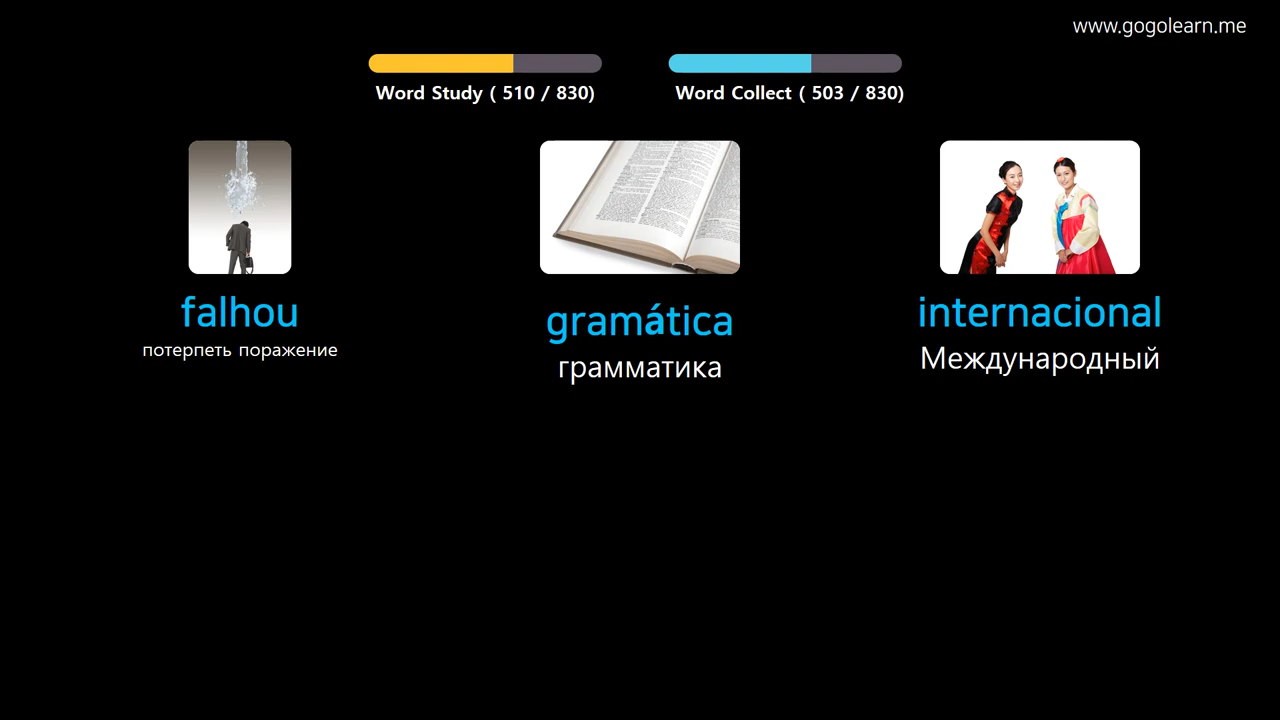 www.gogolearn.me
Word Study ( 510 / 830)
Word Collect ( 503 / 830)
falhou
потерпеть поражение
gramática
грамматика
internacional
Международный